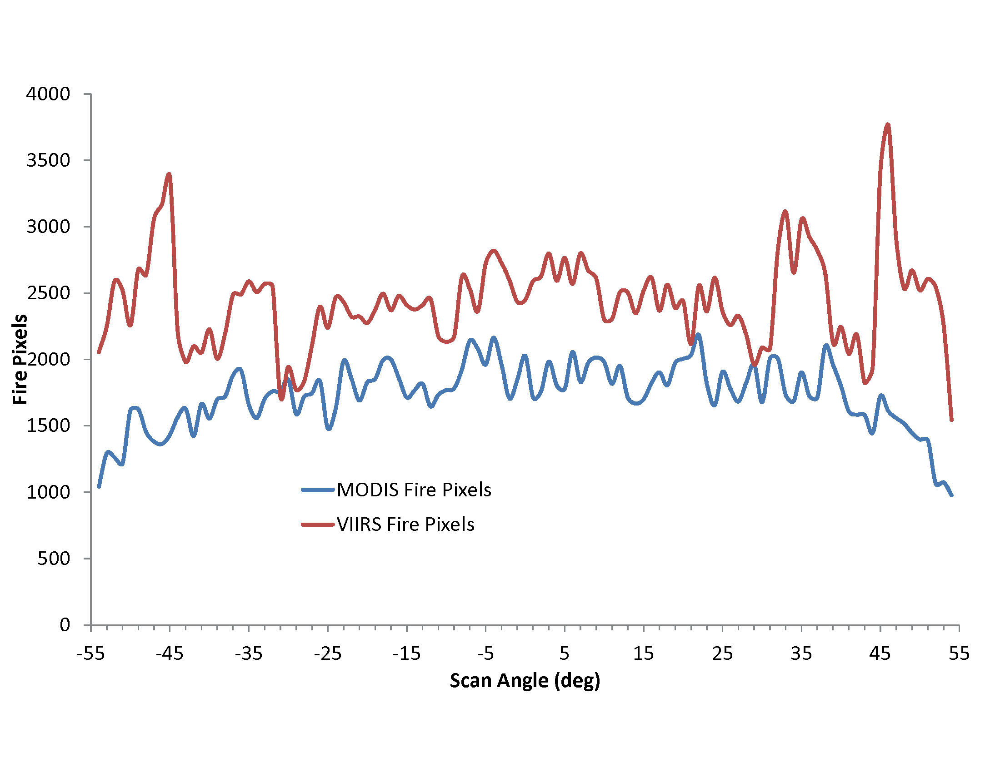 4000
3500
3000
2500
2000
1500
1000
500
0
Fire Pixels
MODIS Fire Pixels
VIIRS Fire Pixels
-55 -45 -35 -25 -15 -5 5 15 25 35 45 55
Scan Angle (deg)